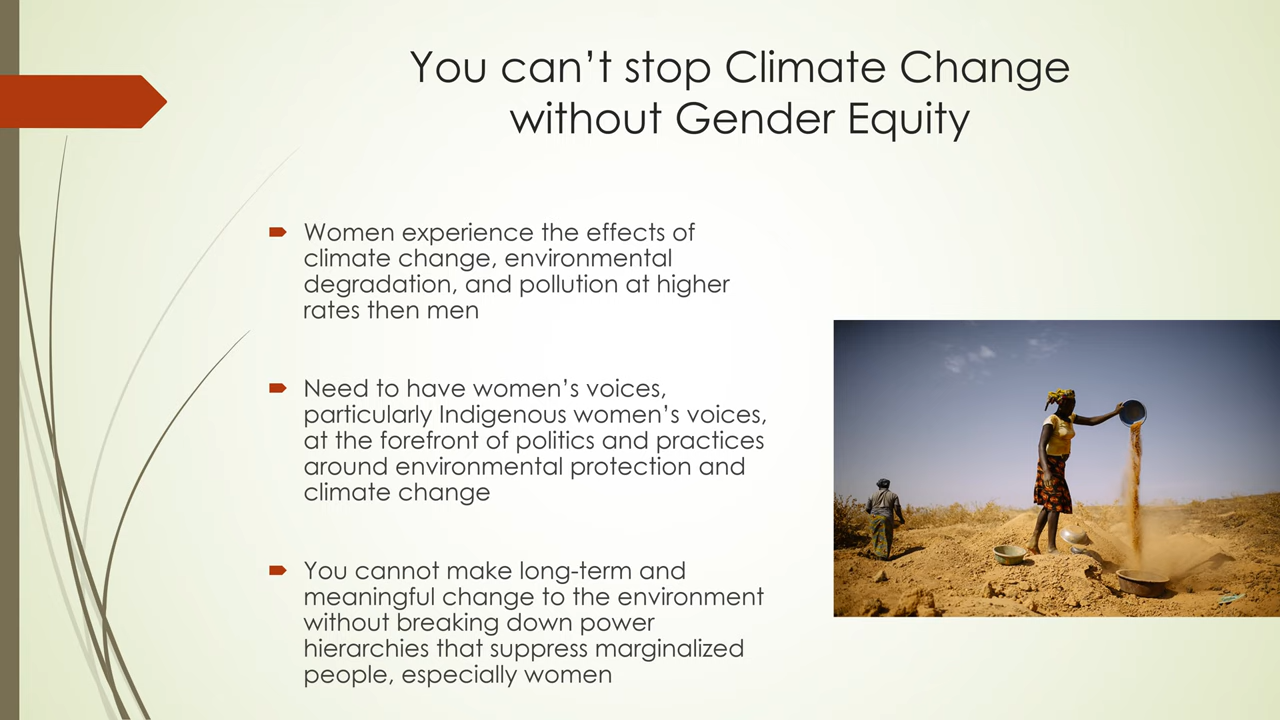 You can’t stop Climate Change
without Gender Equity
Women experience the effects of
climate change, environmental
degradation, and pollution at higher
rates then men
Need to have women’s voices,
particularly Indigenous women’s voices,
at the forefront of politics and practices
around environmental protection and
climate change
You cannot make long-term and
meaningful change to the environment
without breaking down power
hierarchies that suppress marginalized
people, especially women